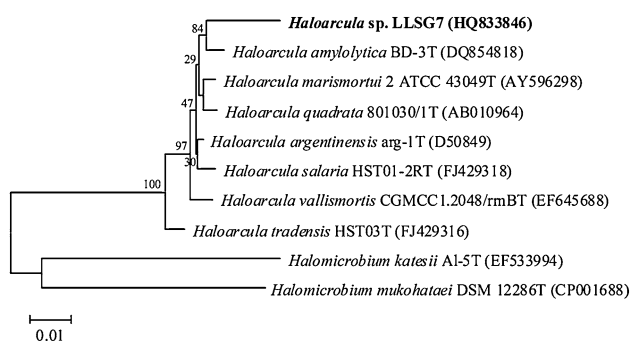 Haloarcula sp. LLSG7 (HQ833846)
84
Haloarcula amylolytica BD-3T (DQ854818)
29
Haloarcula marismortui 2 ATCC 43049T (AY596298)
47
Haloarcula quadrata 801030/1T (AB010964)
Haloarcula argentinensis arg-1T (D50849)
97
30
Haloarcula salaria HST01-2RT (FJ429318)
100
Haloarcula vallismortis CGMCC1.2048/rrnBT (EF645688)
Haloarcula tradensis HST03T (FJ429316)
Halomicrobium katesii Al-5T (EF533994)
Halomicrobium mukohataei DSM 12286T (CP001688)
0.01